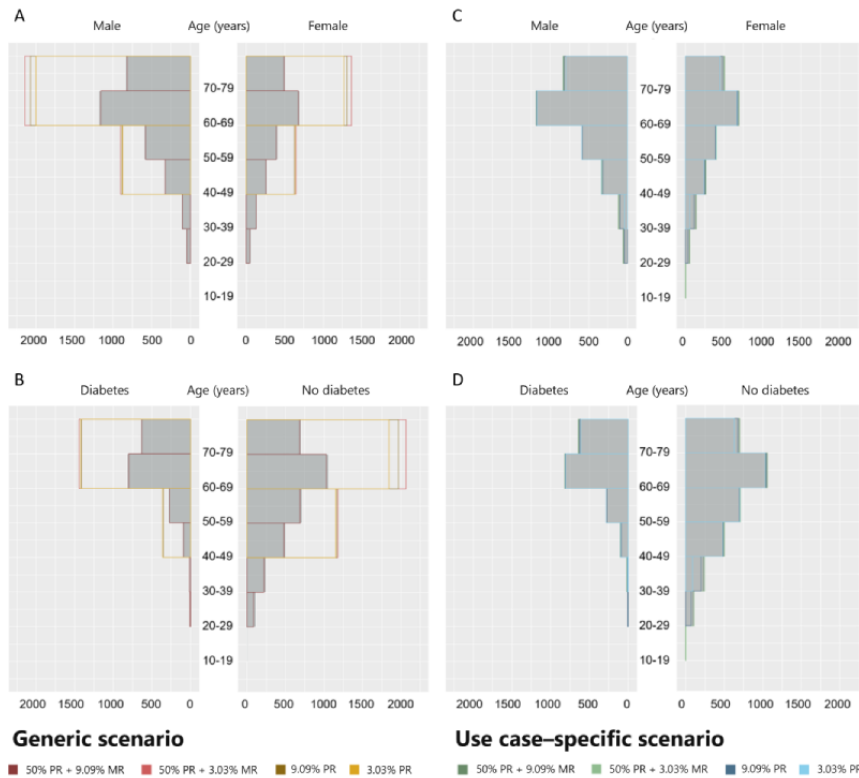 A
Male Age (years) Female
70-79
60-69
50-59
40-49
30-39
20-29
10-19
2000 1500 1000 500 0 0 500 1000 1500 2000
B
Diabetes Age (years) No diabetes
70-79
60-69
50-59
40-49
30-39
20-29
10-19
2000 1500 1000 500 0 0 500 1000 1500 2000
Generic scenario
50% PR + 9.09% MR 50% PR + 3.03% MR 9.09% PR 3.03% PR
C
Male Age (years) Female
70-79
60-69
50-59
40-49
30-39
20-29
10-19
2000 1500 1000 500 0 0 500 1000 1500 2000
D
Diabetes Age (years) No diabetes
70-79
60-69
50-59
40-49
30-39
20-29
10-19
2000 1500 1000 500 0 0 500 1000 1500 2000
Use case–specific scenario
50% PR + 9.09% MR 50% PR + 3.03% MR 9.09% PR 3.03% PR